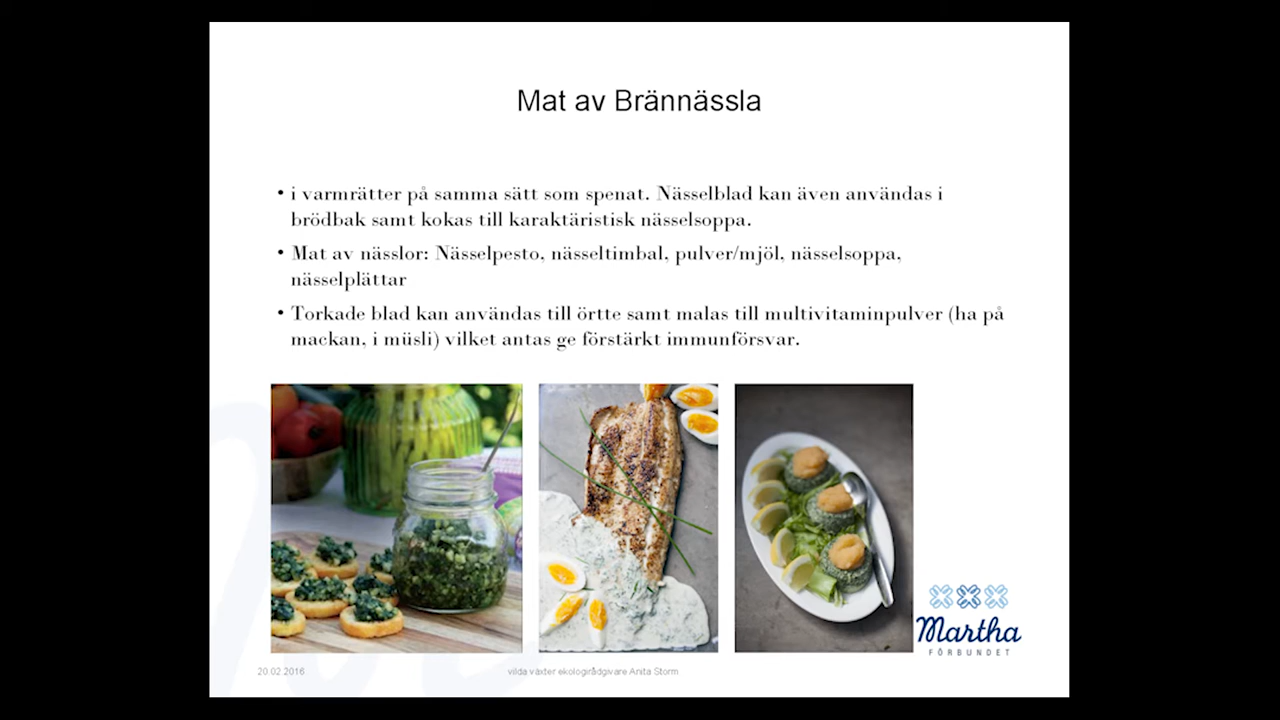 Mat av Brännässla
• i varmrätter på samma sätt som spenat. Nässelblad kan även användas i
brödbak samt kokas till karaktäristisk nässelsoppa.
• Mat av nässlor: Nässelpesto, nässeltimbal, pulver/mjöl, nässelsoppa,
nässelplättar
• Torkade blad kan användas till örtte samt malas till multivitaminpulver (ha på
mackan, i müsli) vilket antas ge förstärkt immunförsvar.
Martha
FÖRBUNDET
20.02.2016
vilda växter ekologirådgivare Anita Storm